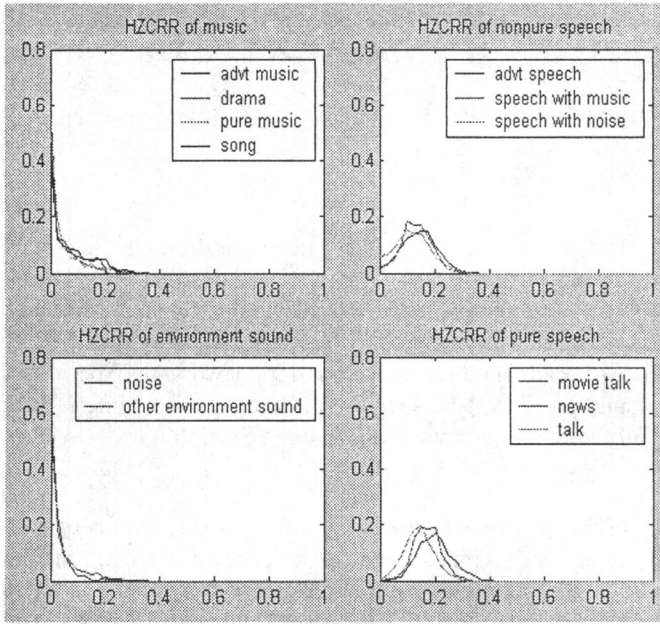 HZCRR of music
0.8
0.6
0.4
0.2
0
0 0.2 0.4 0.6 0.8 1
advt music
drama
pure music
song
HZCRR of nonpure speech
0.8
0.6
0.4
0.2
0
0 0.2 0.4 0.6 0.8 1
advt speech
speech with music
speech with noise
HZCRR of environment sound
0.8
0.6
0.4
0.2
0
0 0.2 0.4 0.6 0.8 1
noise
other environment sound
HZCRR of pure speech
0.8
0.6
0.4
0.2
0
0 0.2 0.4 0.6 0.8 1
movie talk
news
talk